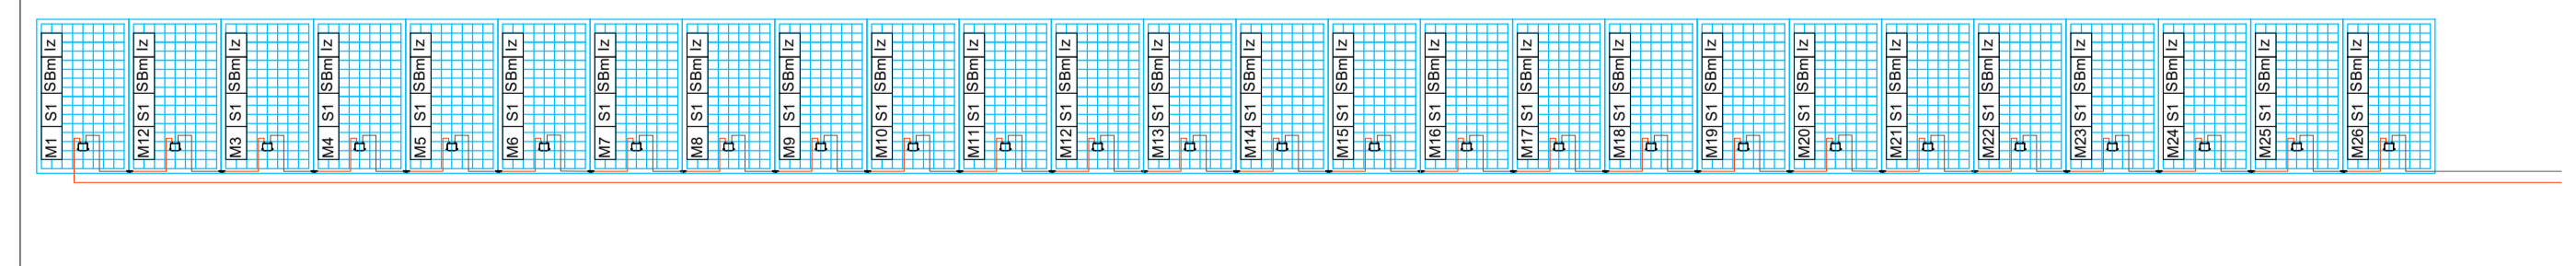 M1 S1 SBm Iz
M12 S1 SBm Iz
M3 S1 SBm Iz
M4 S1 SBm Iz
M5 S1 SBm Iz
M6 S1 SBm Iz
M7 S1 SBm Iz
M8 S1 SBm Iz
M9 S1 SBm Iz
M10 S1 SBm Iz
M11 S1 SBm Iz
M12 S1 SBm Iz
M13 S1 SBm Iz
M14 S1 SBm Iz
M15 S1 SBm Iz
M16 S1 SBm Iz
M17 S1 SBm Iz
M18 S1 SBm Iz
M19 S1 SBm Iz
M20 S1 SBm Iz
M21 S1 SBm Iz
M22 S1 SBm Iz
M23 S1 SBm Iz
M24 S1 SBm Iz
M25 S1 SBm Iz
M26 S1 SBm Iz